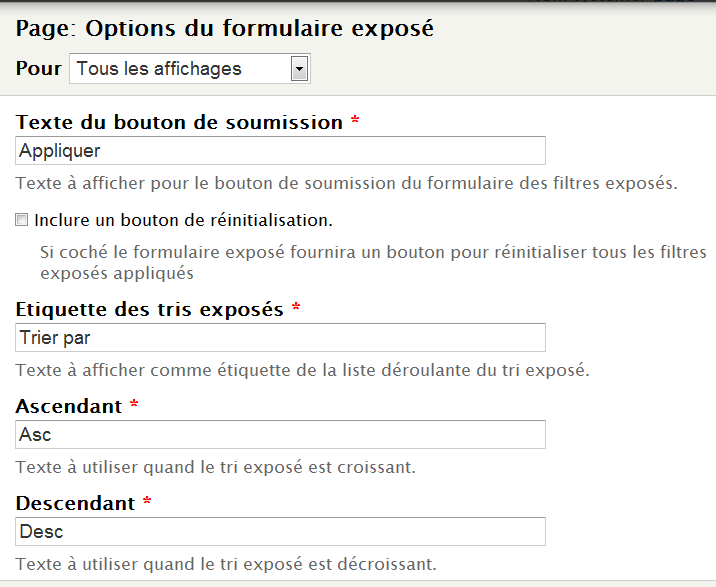 Page: Options du formulaire exposé
Pour Tous les affichages
Texte du bouton de soumission *
Appliquer
Texte à afficher pour le bouton de soumission du formulaire des filtres exposés.
Inclure un bouton de réinitialisation.
Si coché le formulaire exposé fournira un bouton pour réinitialiser tous les filtres
exposés appliqués
Etiquette des tris exposés *
Trier par
Texte à afficher comme étiquette de la liste déroulante du tri exposé.
Ascendant *
Asc
Texte à utiliser quand le tri exposé est croissant.
Descendant *
Desc
Texte à utiliser quand le tri exposé est décroissant.